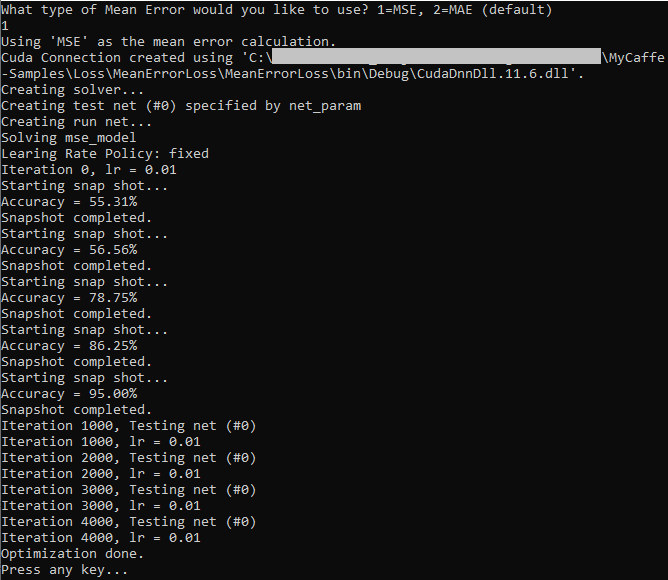 What type of Mean Error would you like to use? 1=MSE, 2=MAE (default)
1
Using 'MSE' as the mean error calculation.
Cuda Connection created using 'C:\ \MyCaffe
-Samples\Loss\MeanErrorLoss\MeanErrorLoss\bin\Debug\CudaDnnDll.11.6.dll'.
Creating solver...
Creating test net (#0) specified by net_param
Creating run net...
Solving mse_model
Learing Rate Policy: fixed
Iteration 0, lr = 0.01
Starting snap shot...
Accuracy = 55.31%
Snapshot completed.
Starting snap shot...
Accuracy = 56.56%
Snapshot completed.
Starting snap shot...
Accuracy = 78.75%
Snapshot completed.
Starting snap shot...
Accuracy = 86.25%
Snapshot completed.
Starting snap shot...
Accuracy = 95.00%
Snapshot completed.
Iteration 1000, Testing net (#0)
Iteration 1000, lr = 0.01
Iteration 2000, Testing net (#0)
Iteration 2000, lr = 0.01
Iteration 3000, Testing net (#0)
Iteration 3000, lr = 0.01
Iteration 4000, Testing net (#0)
Iteration 4000, lr = 0.01
Optimization done.
Press any key...